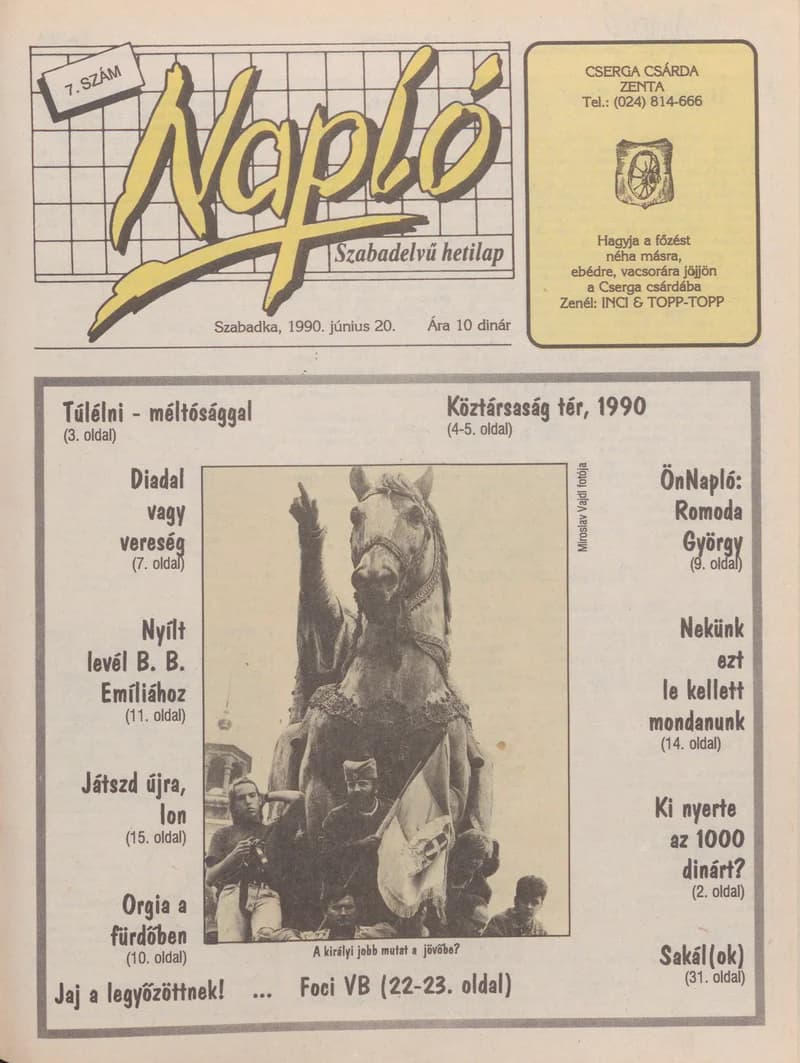 7. SZÁM
Napló
Szabadelvű hetilap
Szabadka, 1990. június 20. Ára 10 dinár
CSERGA CSÁRDA
ZENTA
Tel.: (024) 814-666
Hagyja a főzést
néha másra,
ebédre, vacsorára jöjjön
a Cserga csárdába
Zenél: INCI & TOPP-TOPP
Túlélni - méltósággal
(3. oldal)
Köztársaság tér, 1990
(4-5. oldal)
Diadal
vagy
vereség
(7. oldal)
Nyílt
levél B. B.
Emíliához
(11. oldal)
Játszd újra,
Ion
(15. oldal)
Orgia a
fürdőben
(10. oldal)
Miroslav Vajdl fotója
A királyi jobb mutat a jövőbe?
ÖnNapló:
Romoda
György
(9. oldal)
Nekünk
ezt
le kellett
mondanunk
(14. oldal)
Ki nyerte
az 1000
dinárt?
(2. oldal)
Sakál(ok)
(31. oldal)
Jaj a legyőzöttnek! ... Foci VB (22-23. oldal)